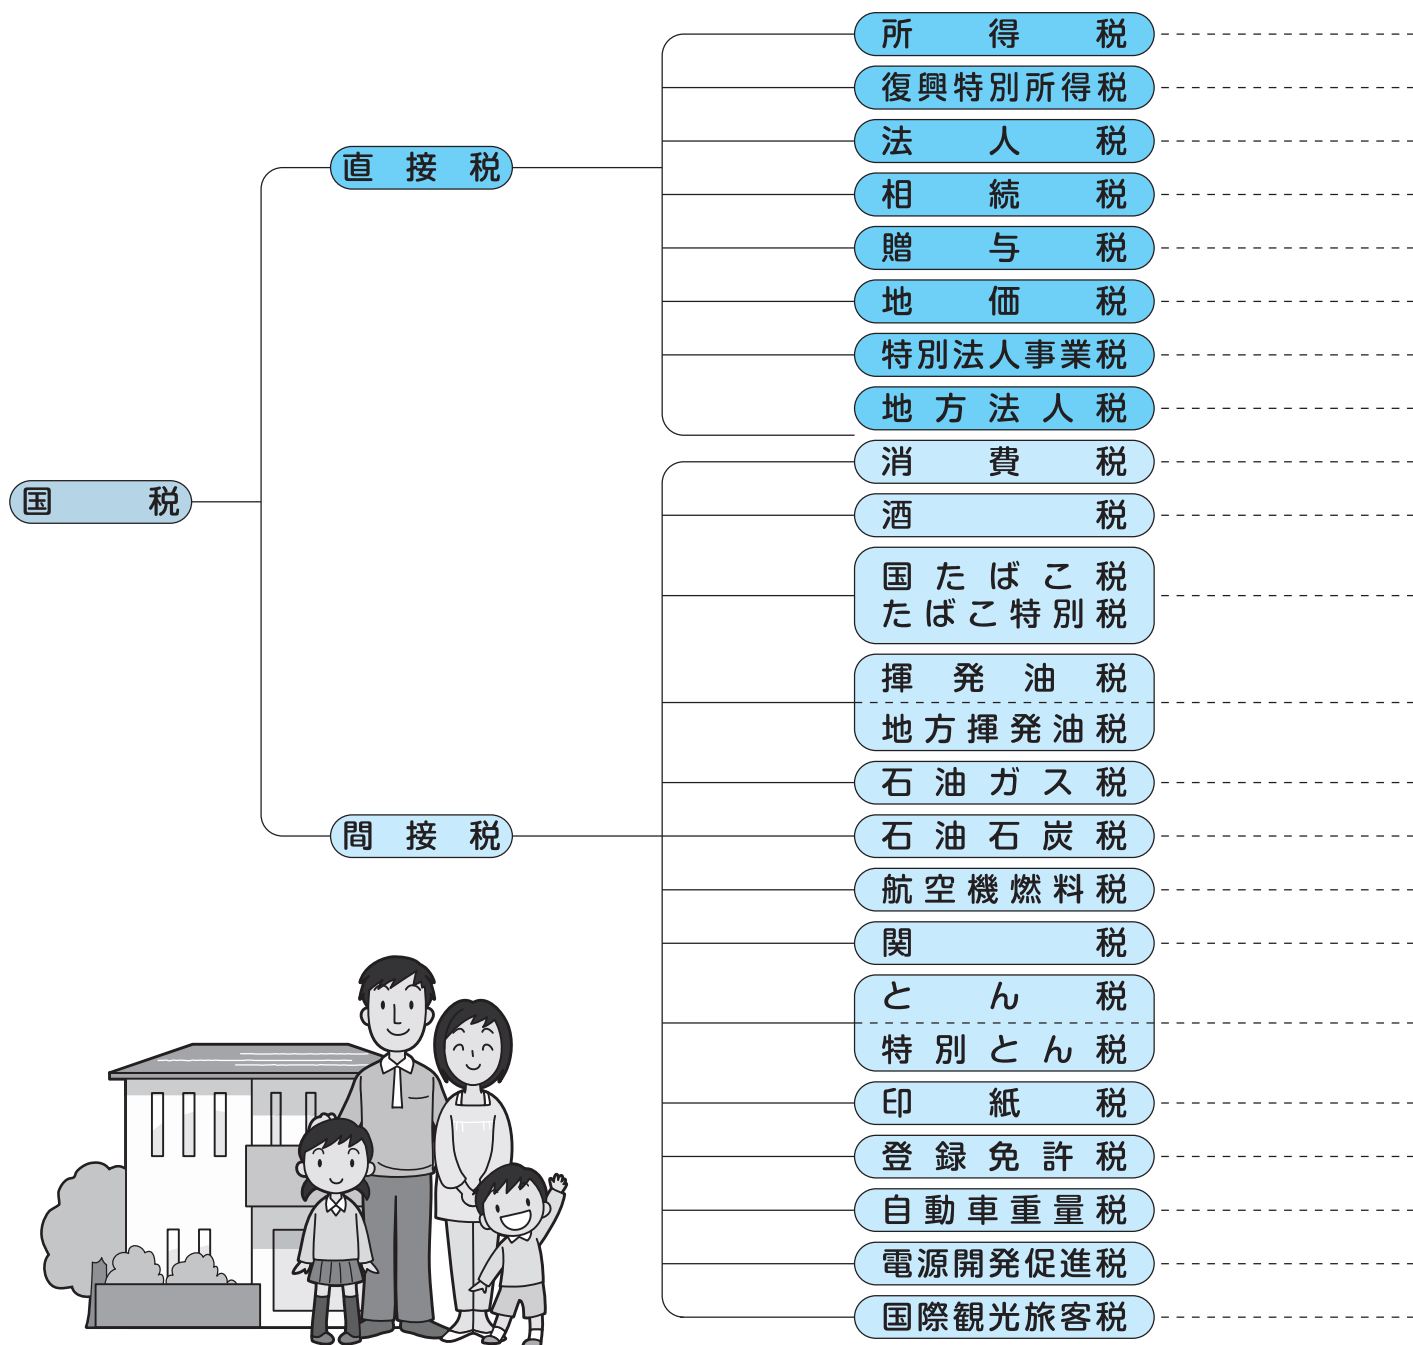 国税
直接税
所得税
復興特別所得税
法人税
相続税
贈与税
地価税
特別法人事業税
地方法人税
間接税
消費税
酒税
国たばこ税
たばこ特別税
揮発油税
地方揮発油税
石油ガス税
石油石炭税
航空機燃料税
関税
とん税
特別とん税
印紙税
登録免許税
自動車重量税
電源開発促進税
国際観光旅客税